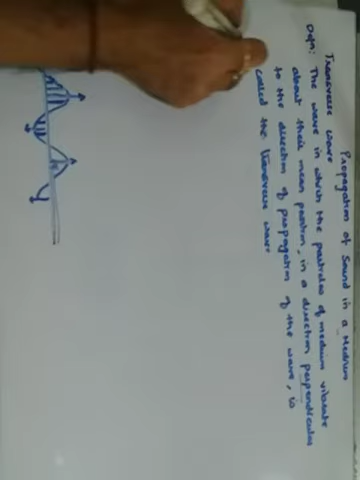 Propagation of Sound in a Medium
Transverse wave
Defn: The wave in which the particles of medium vibrate
about their mean position, in a direction perpendicular
to the direction of propagation of the wave, is
called the transverse wave